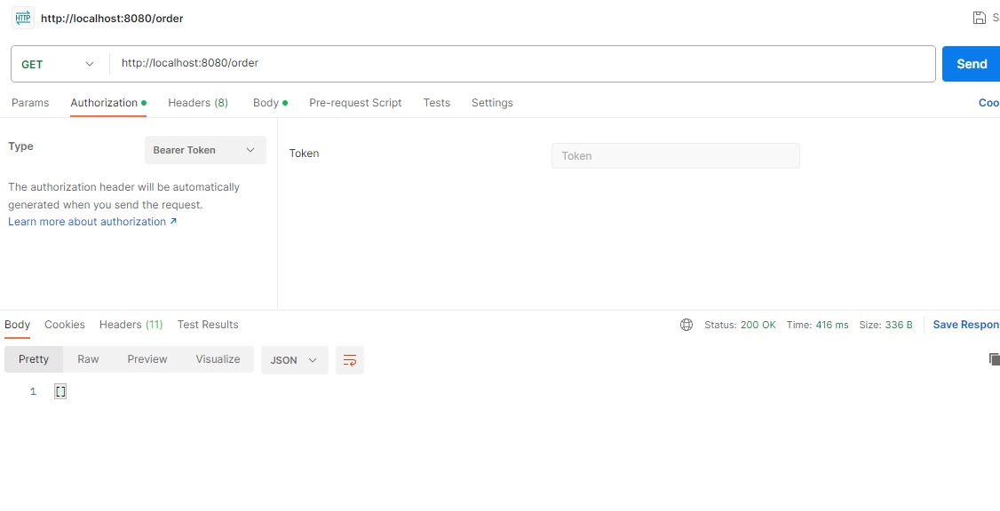 HTTP http://localhost:8080/order S
GET http://localhost:8080/order Send
Params Authorization Headers (8) Body Pre-request Script Tests Settings Coo
Type Bearer Token Token Token
The authorization header will be automatically
generated when you send the request.
Learn more about authorization ↗
Body Cookies Headers (11) Test Results Status: 200 OK Time: 416 ms Size: 336 B Save Respon
Pretty Raw Preview Visualize JSON
1 []